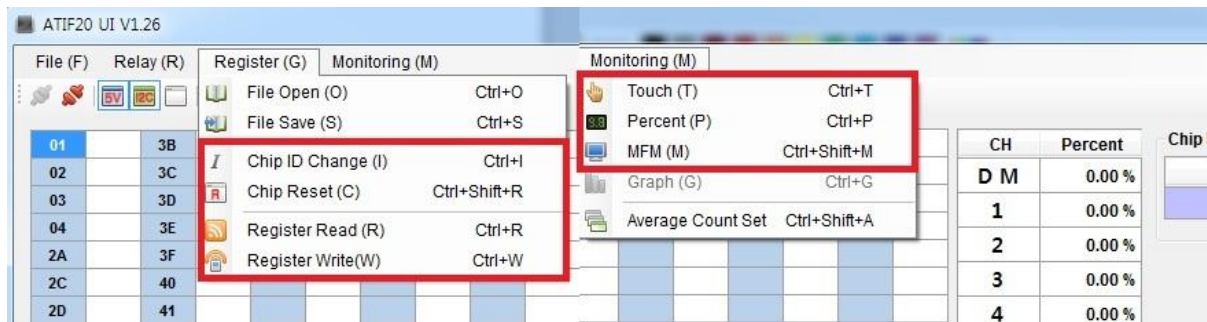 ATIF20 UI V1.26
File (F) Relay (R) Register (G) Monitoring (M)
Monitoring (M)
5V I2C
File Open (O) Ctrl+O
File Save (S) Ctrl+S
Chip ID Change (I) Ctrl+I
Chip Reset (C) Ctrl+Shift+R
Register Read (R) Ctrl+R
Register Write(W) Ctrl+W
Touch (T) Ctrl+T
Percent (P) Ctrl+P
MFM (M) Ctrl+Shift+M
Graph (G) Ctrl+G
Average Count Set Ctrl+Shift+A
01 3B
02 3C
03 3D
04 3E
2A 3F
2C 40
2D 41
CH Percent
D M 0.00 %
1 0.00 %
2 0.00 %
3 0.00 %
4 0.00 %
Chip